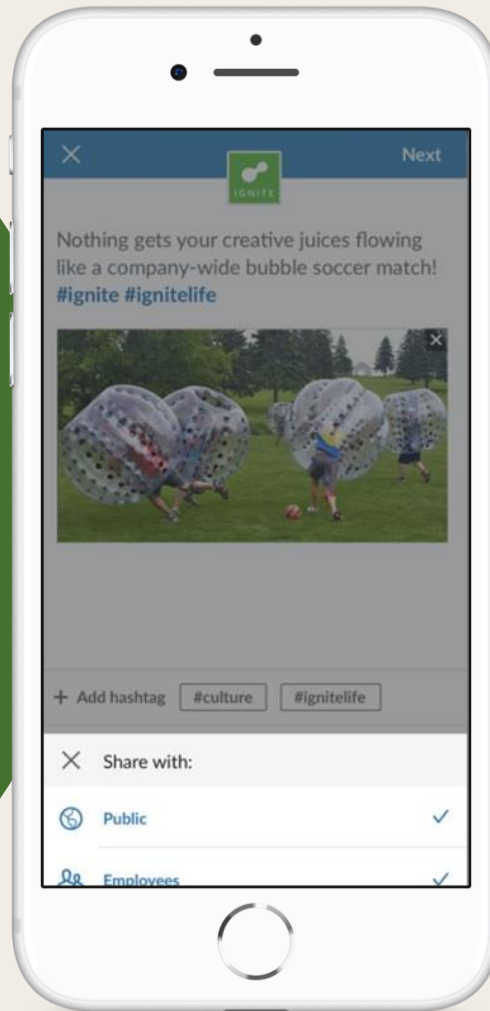 Next
IGNITE
Nothing gets your creative juices flowing
like a company-wide bubble soccer match!
#ignite #ignitelife
+ Add hashtag #culture #ignitelife
Share with:
Public
Employees